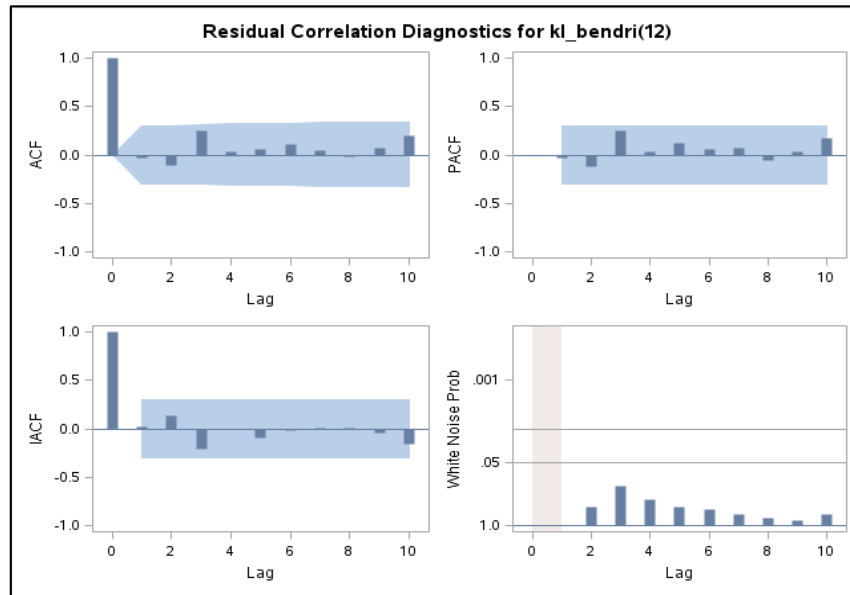 Residual Correlation Diagnostics for kl_bendri(12)
1.0
0.5
0.0
-0.5
-1.0
ACF
0 2 4 6 8 10
Lag
1.0
0.5
0.0
-0.5
-1.0
PACF
0 2 4 6 8 10
Lag
1.0
0.5
0.0
-0.5
-1.0
IACF
0 2 4 6 8 10
Lag
.001
.05
1.0
White Noise Prob
0 2 4 6 8 10
Lag